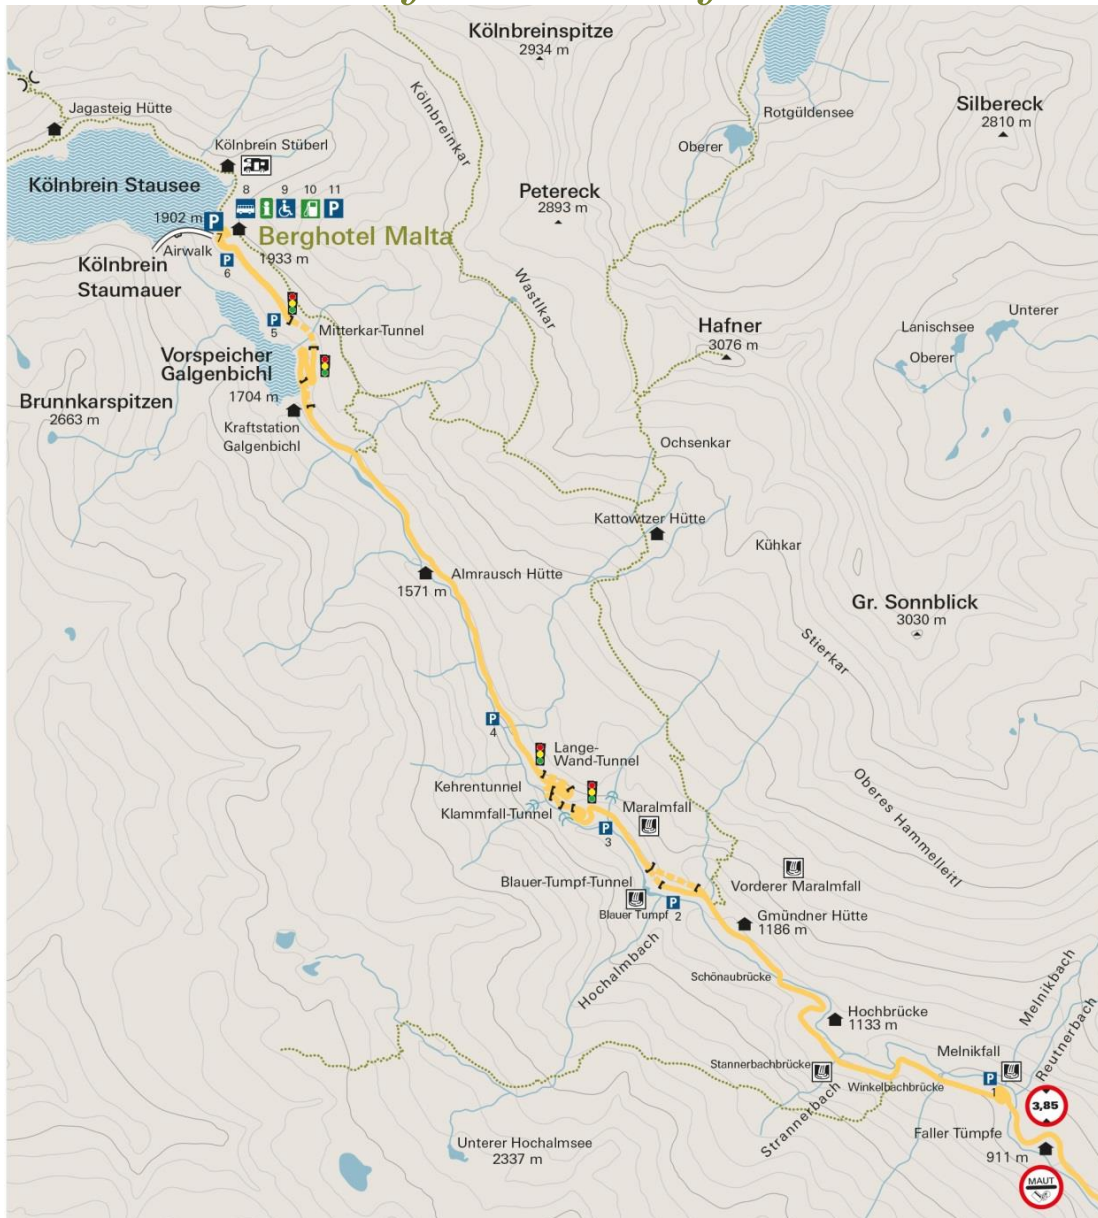 Kölnbreinspitze
2934 m
Kölnbreinkar
Jagasteig Hütte
Kölnbrein Stüberl
Rotgüldensee
Oberer
Silbereck
2810 m
Kölnbrein Stausee
Petereck
2893 m
8
9
10
11
P
1902 m
P
7
Berghotel Malta
1933 m
Airwalk
P
6
Kölnbrein
Staumauer
Wastlkar
P
5
Mitterkar-Tunnel
Hafner
3076 m
Unterer
Lanischsee
Oberer
Vorspeicher
Galgenbichl
1704 m
Brunnkarspitzen
2663 m
Kraftstation
Galgenbichl
Ochsenkar
Kattowtzer Hütte
Kühkar
Almrausch Hütte
1571 m
Gr. Sonnblick
3030 m
Stierkar
P
4
Lange-
Wand-Tunnel
Kehrentunnel
Klammfall-Tunnel
Maralmfall
P
3
Oberes Hammelleitl
Blauer-Tumpf-Tunnel
Vorderer Maralmfall
Blauer Tumpf
P
2
Gmündner Hütte
1186 m
Hochalmbach
Schönaubrücke
Hochbrücke
1133 m
Melnikbach
Reutnerbach
Melnikfall
Stannerbachbrücke
Winkelbachbrücke
P
1
3,85
Strannerbach
Faller Tümpfe
911 m
Unterer Hochalmsee
2337 m
MAUT